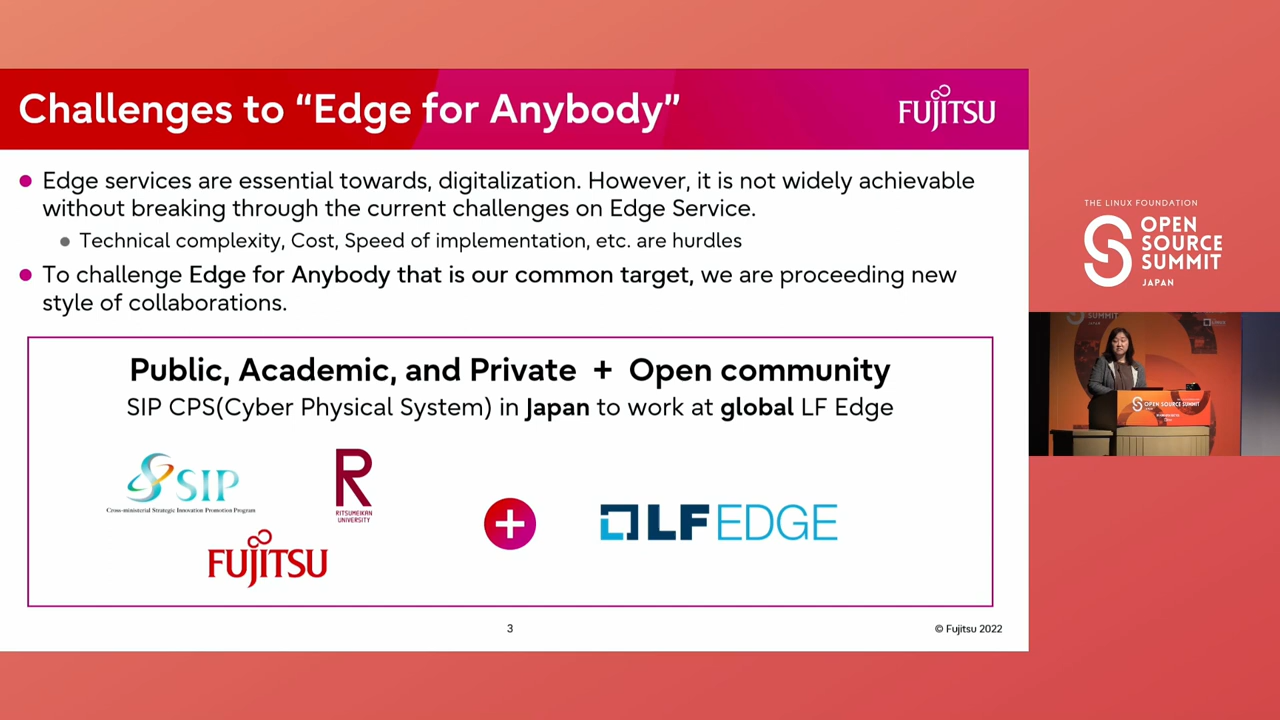 Challenges to “Edge for Anybody”
FUJITSU
Edge services are essential towards, digitalization. However, it is not widely achievable
without breaking through the current challenges on Edge Service.
Technical complexity, Cost, Speed of implementation, etc. are hurdles
To challenge Edge for Anybody that is our common target, we are proceeding new
style of collaborations.
Public, Academic, and Private + Open community
SIP CPS(Cyber Physical System) in Japan to work at global LF Edge
SIP
Cross-ministerial Strategic Innovation Promotion Program
R
RITSUMEIKAN
UNIVERSITY
FUJITSU
+
LF EDGE
3
© Fujitsu 2022
THE LINUX FOUNDATION
OPEN
SOURCE
SUMMIT
JAPAN
SUMMIT
OPEN SOURCE SUMMIT